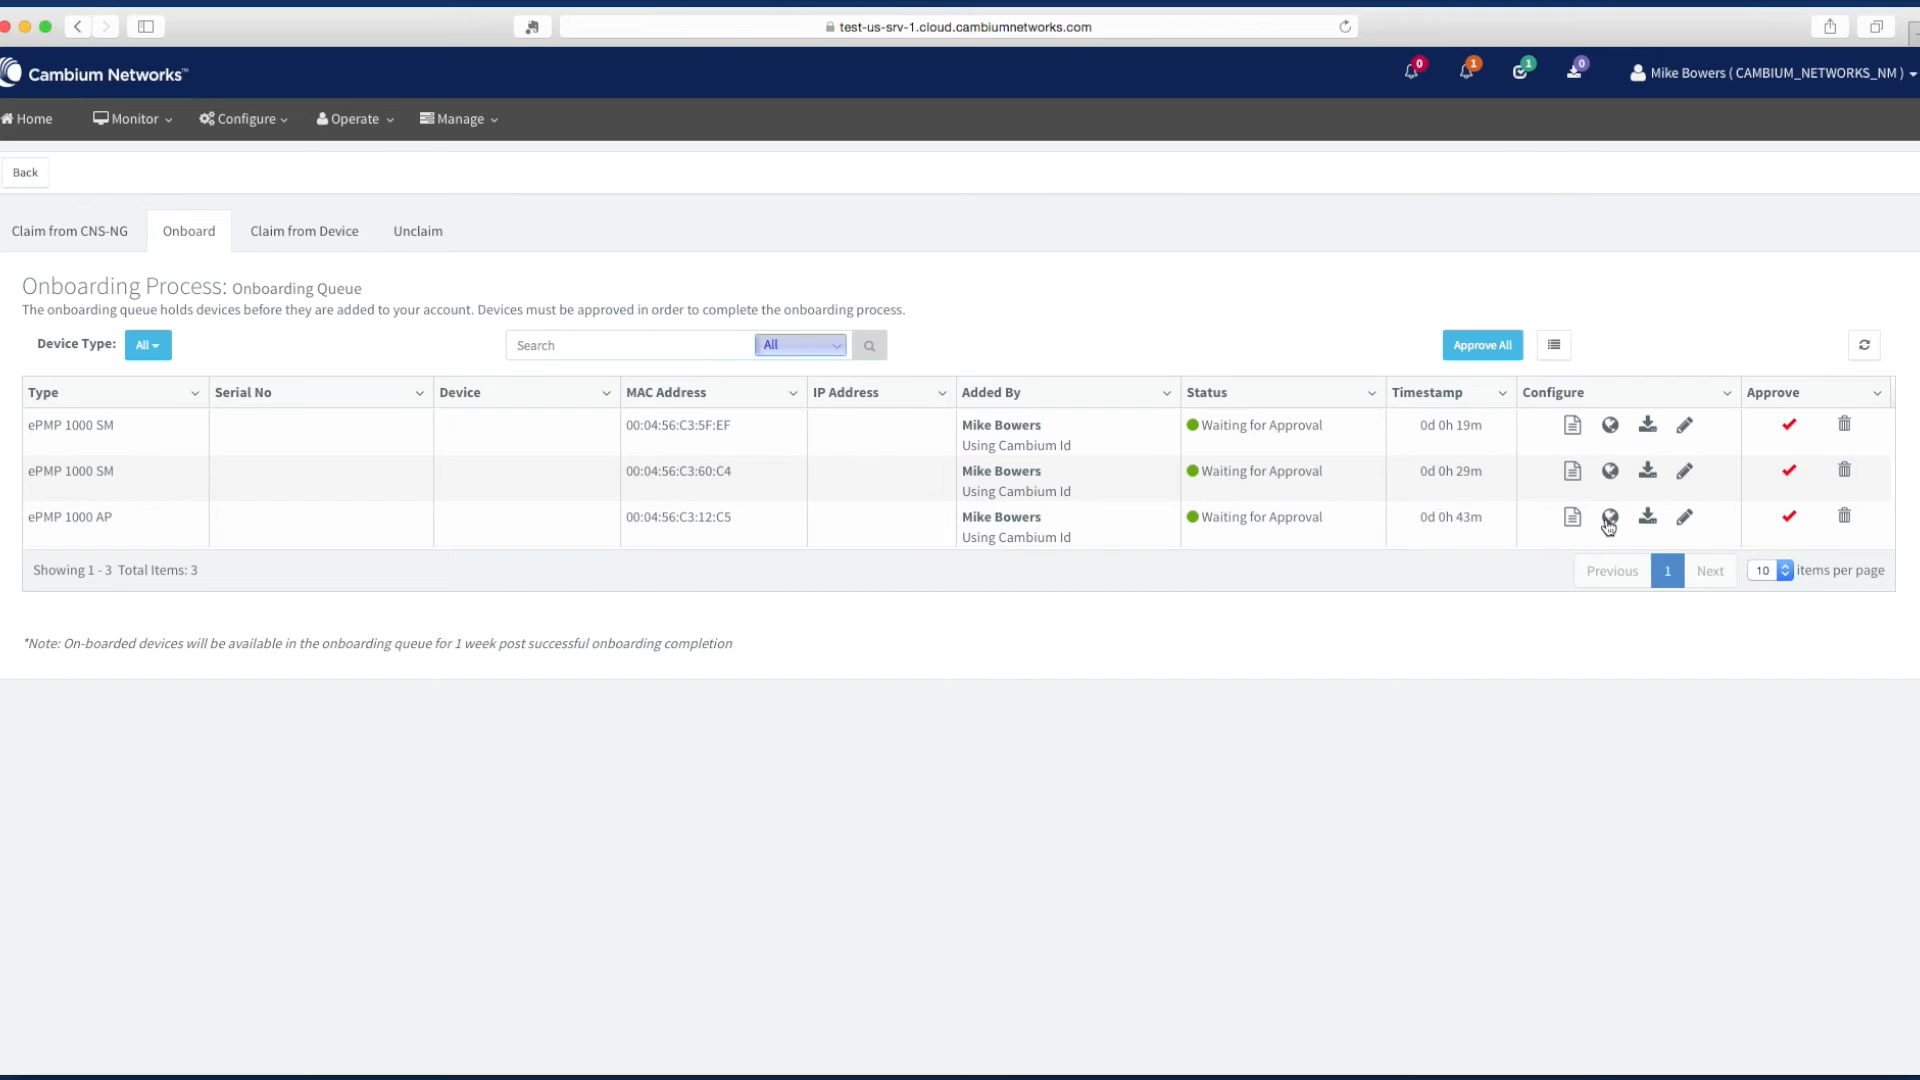 test-us-srv-1.cloud.cambiumnetworks.com
Cambium Networks™
0 1 1 0 Mike Bowers ( CAMBIUM_NETWORKS_NM )
Home Monitor Configure Operate Manage
Back
Claim from CNS-NG Onboard Claim from Device Unclaim
Onboarding Process: Onboarding Queue
The onboarding queue holds devices before they are added to your account. Devices must be approved in order to complete the onboarding process.
Device Type: All Search All Approve All
Type Serial No Device MAC Address IP Address Added By Status Timestamp Configure Approve
ePMP 1000 SM 00:04:56:C3:5F:EF Mike Bowers Waiting for Approval 0d 0h 19m
Using Cambium Id
ePMP 1000 SM 00:04:56:C3:60:C4 Mike Bowers Waiting for Approval 0d 0h 29m
Using Cambium Id
ePMP 1000 AP 00:04:56:C3:12:C5 Mike Bowers Waiting for Approval 0d 0h 43m
Using Cambium Id
Showing 1 - 3 Total Items: 3 Previous 1 Next 10 items per page
*Note: On-boarded devices will be available in the onboarding queue for 1 week post successful onboarding completion